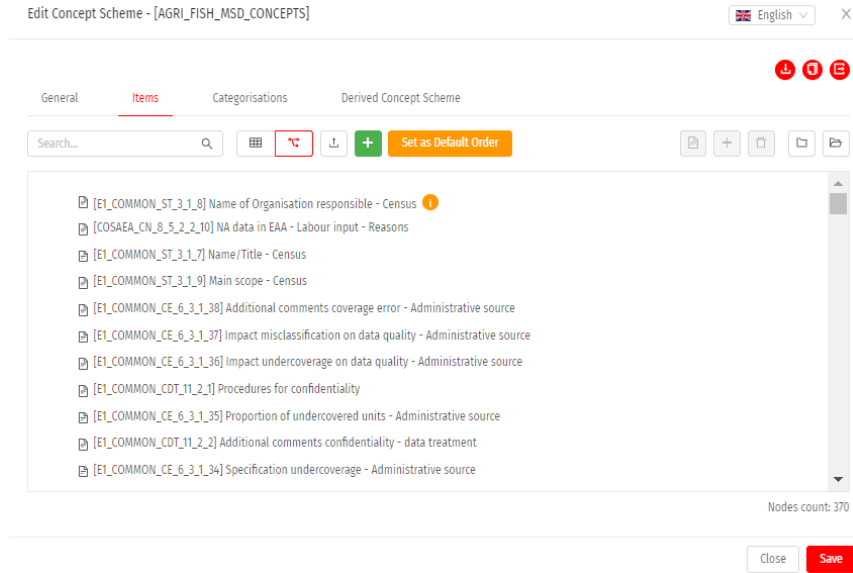 Edit Concept Scheme - [AGRI_FISH_MSD_CONCEPTS]
English
General Items Categorisations Derived Concept Scheme
Search... Set as Default Order
[E1_COMMON_ST_3_1_8] Name of Organisation responsible - Census
[COSAEA_CN_8_5_2_2_10] NA data in EAA - Labour input - Reasons
[E1_COMMON_ST_3_1_7] Name/Title - Census
[E1_COMMON_ST_3_1_9] Main scope - Census
[E1_COMMON_CE_6_3_1_38] Additional comments coverage error - Administrative source
[E1_COMMON_CE_6_3_1_37] Impact misclassification on data quality - Administrative source
[E1_COMMON_CE_6_3_1_36] Impact undercoverage on data quality - Administrative source
[E1_COMMON_CDT_11_2_1] Procedures for confidentiality
[E1_COMMON_CE_6_3_1_35] Proportion of undercovered units - Administrative source
[E1_COMMON_CDT_11_2_2] Additional comments confidentiality - data treatment
[E1_COMMON_CE_6_3_1_34] Specification undercoverage - Administrative source
Nodes count: 370
Close Save